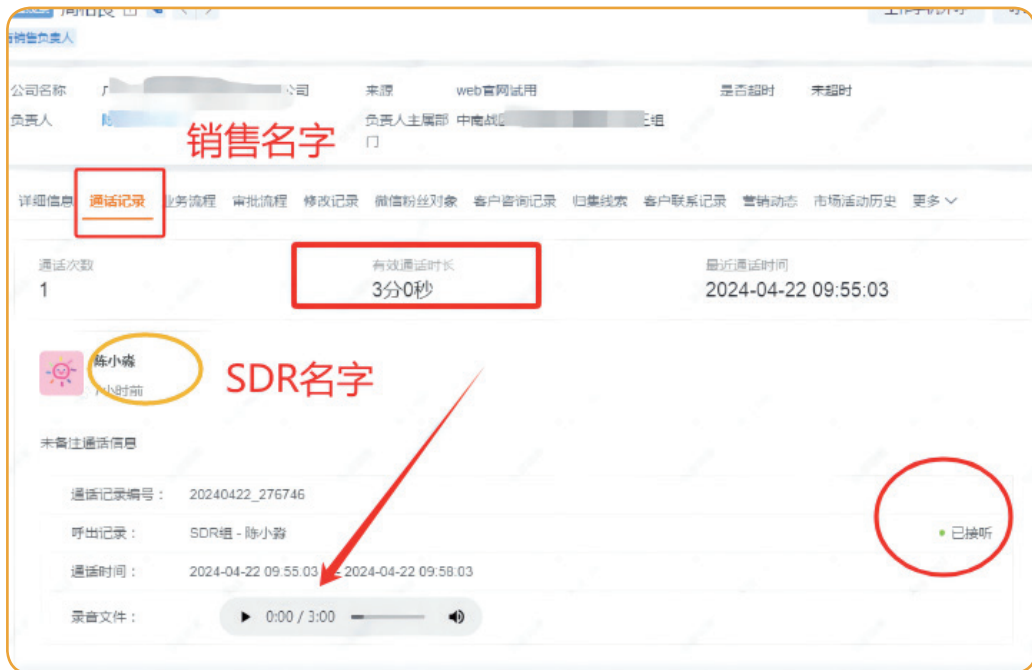 销售负责人
公司名称 公司 来源 web官网试用 是否超时 未超时
负责人 负责人主属部门 中南战 王组
销售名字
详细信息 通话记录 业务流程 审批流程 修改记录 微信粉丝对象 客户咨询记录 归集线索 客户联系记录 营销动态 市场活动历史 更多
通话次数 有效通话时长 最近通话时间
1 3分0秒 2024-04-22 09:55:03
陈小淼
小时前
SDR名字
未备注通话信息
通话记录编号: 20240422_276746
呼出记录: SDR组 - 陈小淼 已接听
通话时间: 2024-04-22 09:55:03 - 2024-04-22 09:58:03
录音文件: 0:00 / 3:00